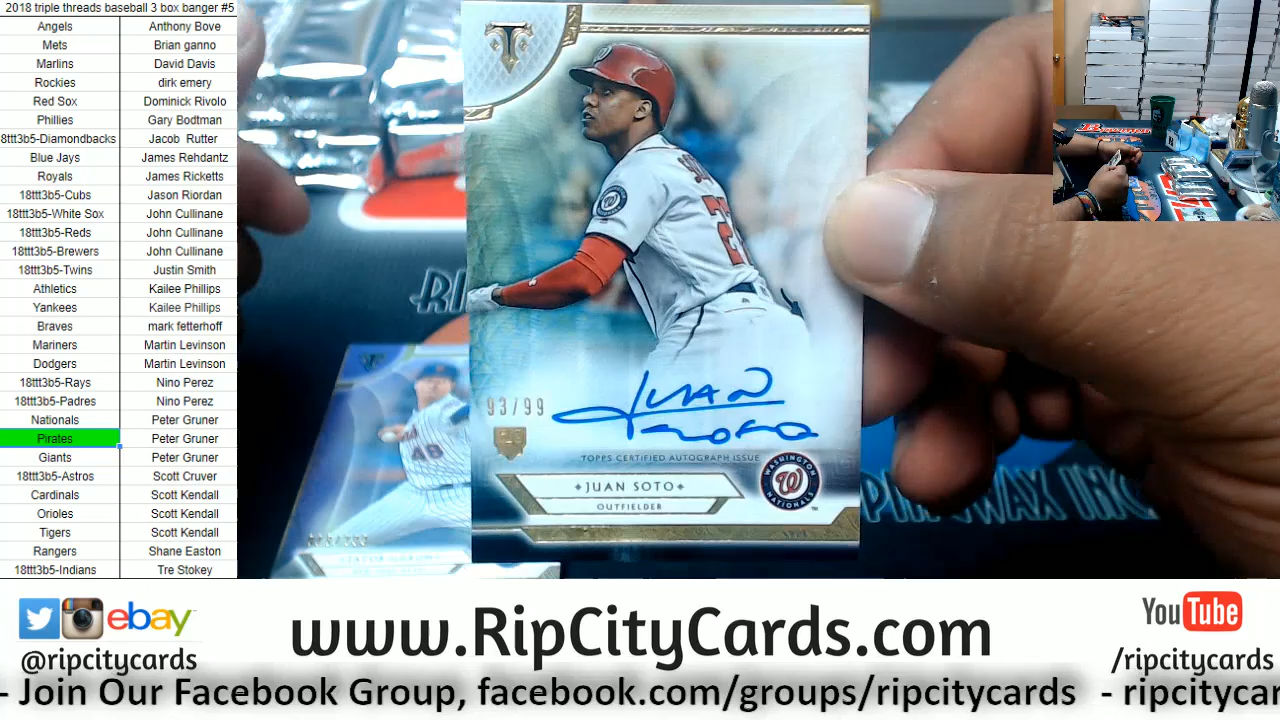 2018 triple threads baseball 3 box banger #5
Angels Anthony Bove
Mets Brian ganno
Marlins David Davis
Rockies dirk emery
Red Sox Dominick Rivolo
Phillies Gary Bodtman
8ttt3b5-Diamondbacks Jacob Rutter
Blue Jays James Rehdantz
Royals James Ricketts
18ttt3b5-Cubs Jason Riordan
18ttt3b5-White Sox John Cullinane
18ttt3b5-Reds John Cullinane
18ttt3b5-Brewers John Cullinane
18ttt3b5-Twins Justin Smith
Athletics Kailee Phillips
Yankees Kailee Phillips
Braves mark fetterhoff
Mariners Martin Levinson
Dodgers Martin Levinson
18ttt3b5-Rays Nino Perez
18ttt3b5-Padres Nino Perez
Nationals Peter Gruner
Pirates Peter Gruner
Giants Peter Gruner
18ttt3b5-Astros Scott Cruver
Cardinals Scott Kendall
Orioles Scott Kendall
Tigers Scott Kendall
Rangers Shane Easton
18ttt3b5-Indians Tre Stokey
48
93/99
Juan Soto
TOPPS CERTIFIED AUTOGRAPH ISSUE
JUAN SOTO
OUTFIELDER
WASHINGTON
W
NATIONALS
ebay
@ripcitycards
www.RipCityCards.com
YouTube
/ripcitycards
- Join Our Facebook Group, facebook.com/groups/ripcitycards - ripcitycar